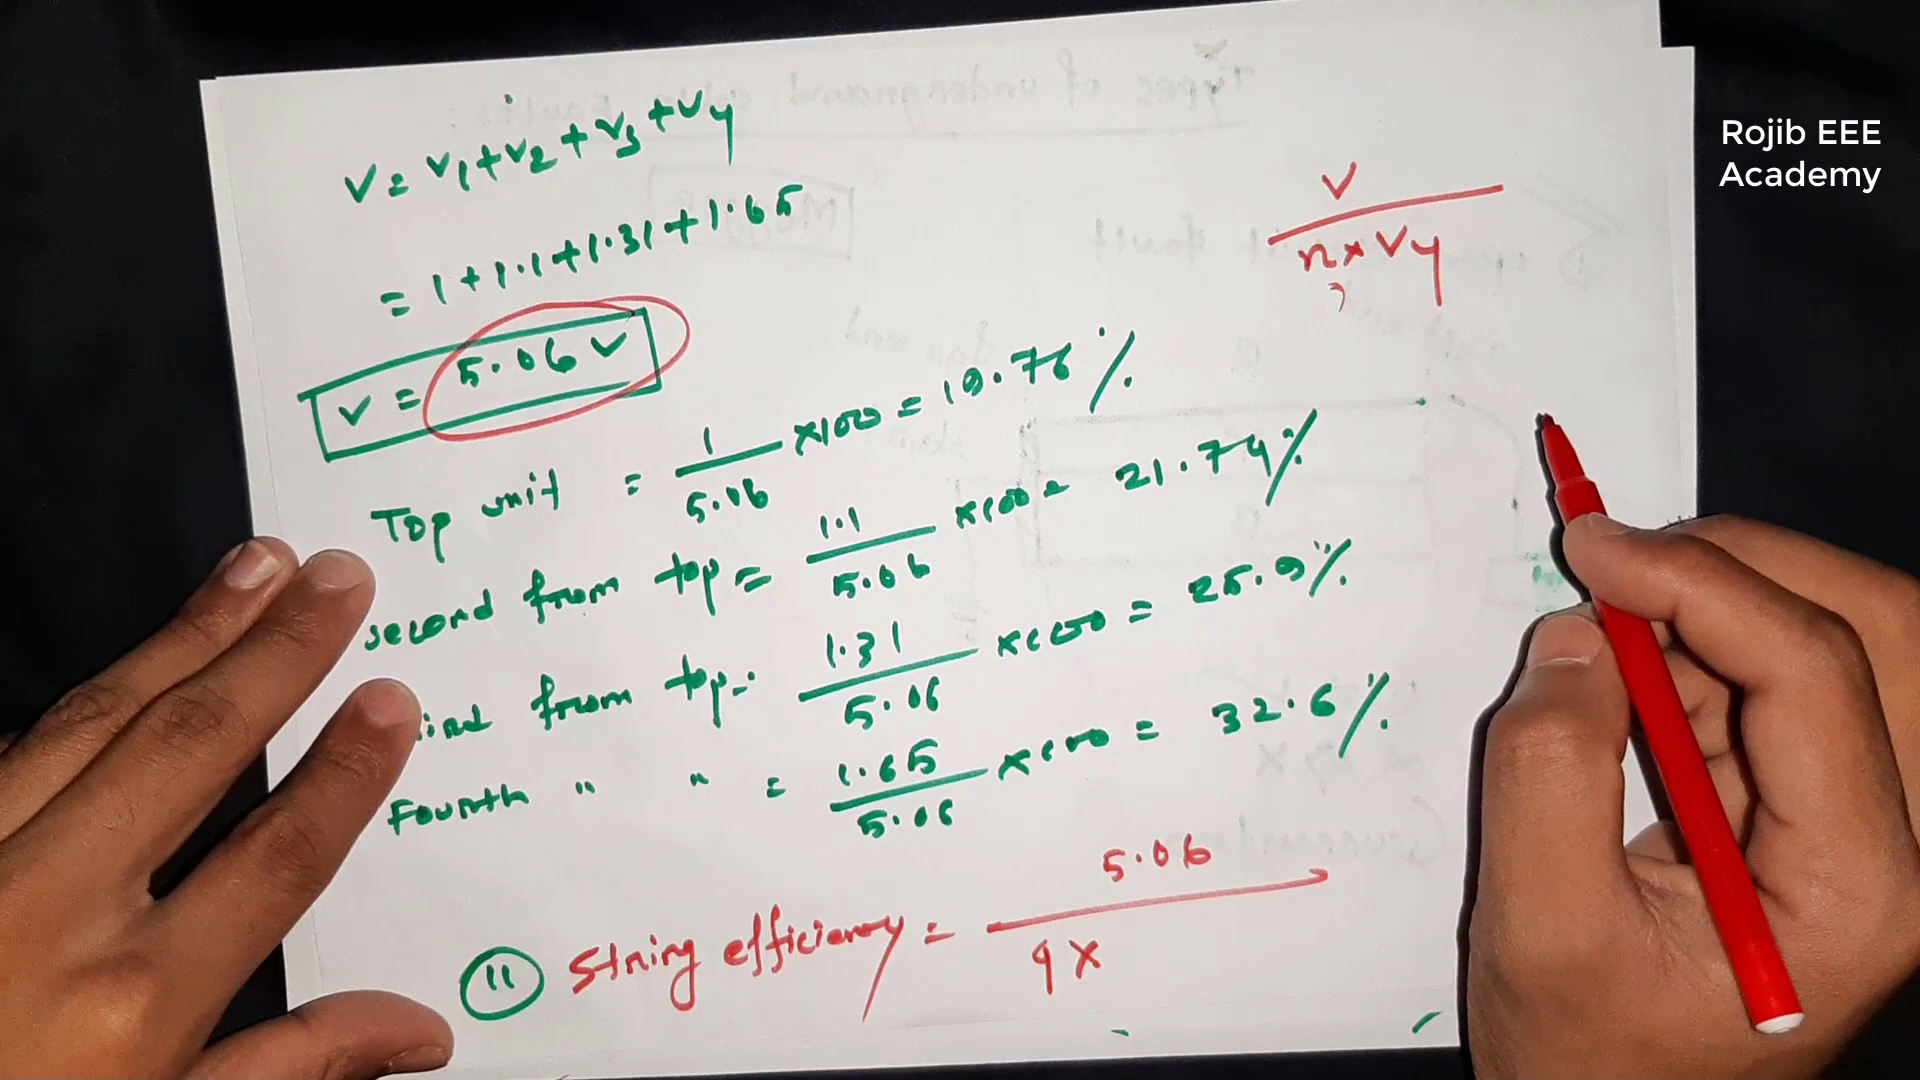 V = V1+V2+V3+V4
= 1+1.1+1.31+1.65
V = 5.06 V
Top unit = 1/5.06 ×100 = 19.76 %
second from top = 1.1/5.06 ×100 = 21.74%
from top = 1.31/5.06 ×100 = 25.9%
Fourth " " = 1.65/5.06 ×100 = 32.6%
(11) String efficiency = 5.06/4×
V/n×V4
Rojib EEE
Academy